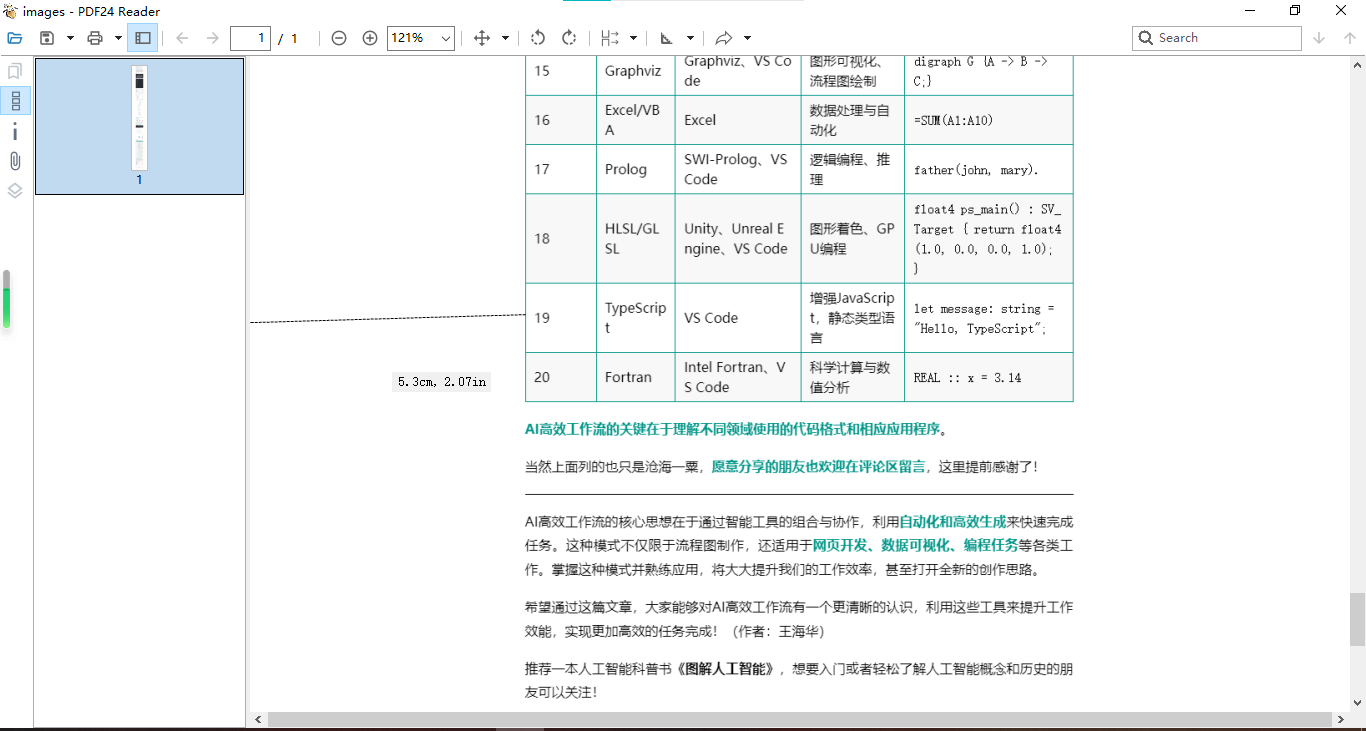 images - PDF24 Reader
1 / 1
121%
Search
1
15
Graphviz
Graphviz、VS Co
de
图形可视化、
流程图绘制
digraph G {A -> B ->
C;}
16
Excel/VB
A
Excel
数据处理与自
动化
=SUM(A1:A10)
17
Prolog
SWI-Prolog、VS
Code
逻辑编程、推
理
father(john, mary).
18
HLSL/GL
SL
Unity、Unreal E
ngine、VS Code
图形着色、GP
U编程
float4 ps_main() : SV_
Target { return float4
(1.0, 0.0, 0.0, 1.0);
}
19
TypeScrip
t
VS Code
增强JavaScrip
t，静态类型语
言
let message: string =
"Hello, TypeScript";
20
Fortran
Intel Fortran、V
S Code
科学计算与数
值分析
REAL :: x = 3.14
5.3cm, 2.07in
AI高效工作流的关键在于理解不同领域使用的代码格式和相应应用程序。
当然上面列的也只是沧海一粟，愿意分享的朋友也欢迎在评论区留言，这里提前感谢了！
AI高效工作流的核心思想在于通过智能工具的组合与协作，利用自动化和高效生成来快速完成
任务。这种模式不仅限于流程图制作，还适用于网页开发、数据可视化、编程任务等各类工
作。掌握这种模式并熟练应用，将大大提升我们的工作效率，甚至打开全新的创作思路。
希望通过这篇文章，大家能够对AI高效工作流有一个更清晰的认识，利用这些工具来提升工作
效能，实现更加高效的任务完成！（作者：王海华）
推荐一本人工智能科普书《图解人工智能》，想要入门或者轻松了解人工智能概念和历史的朋
友可以关注！